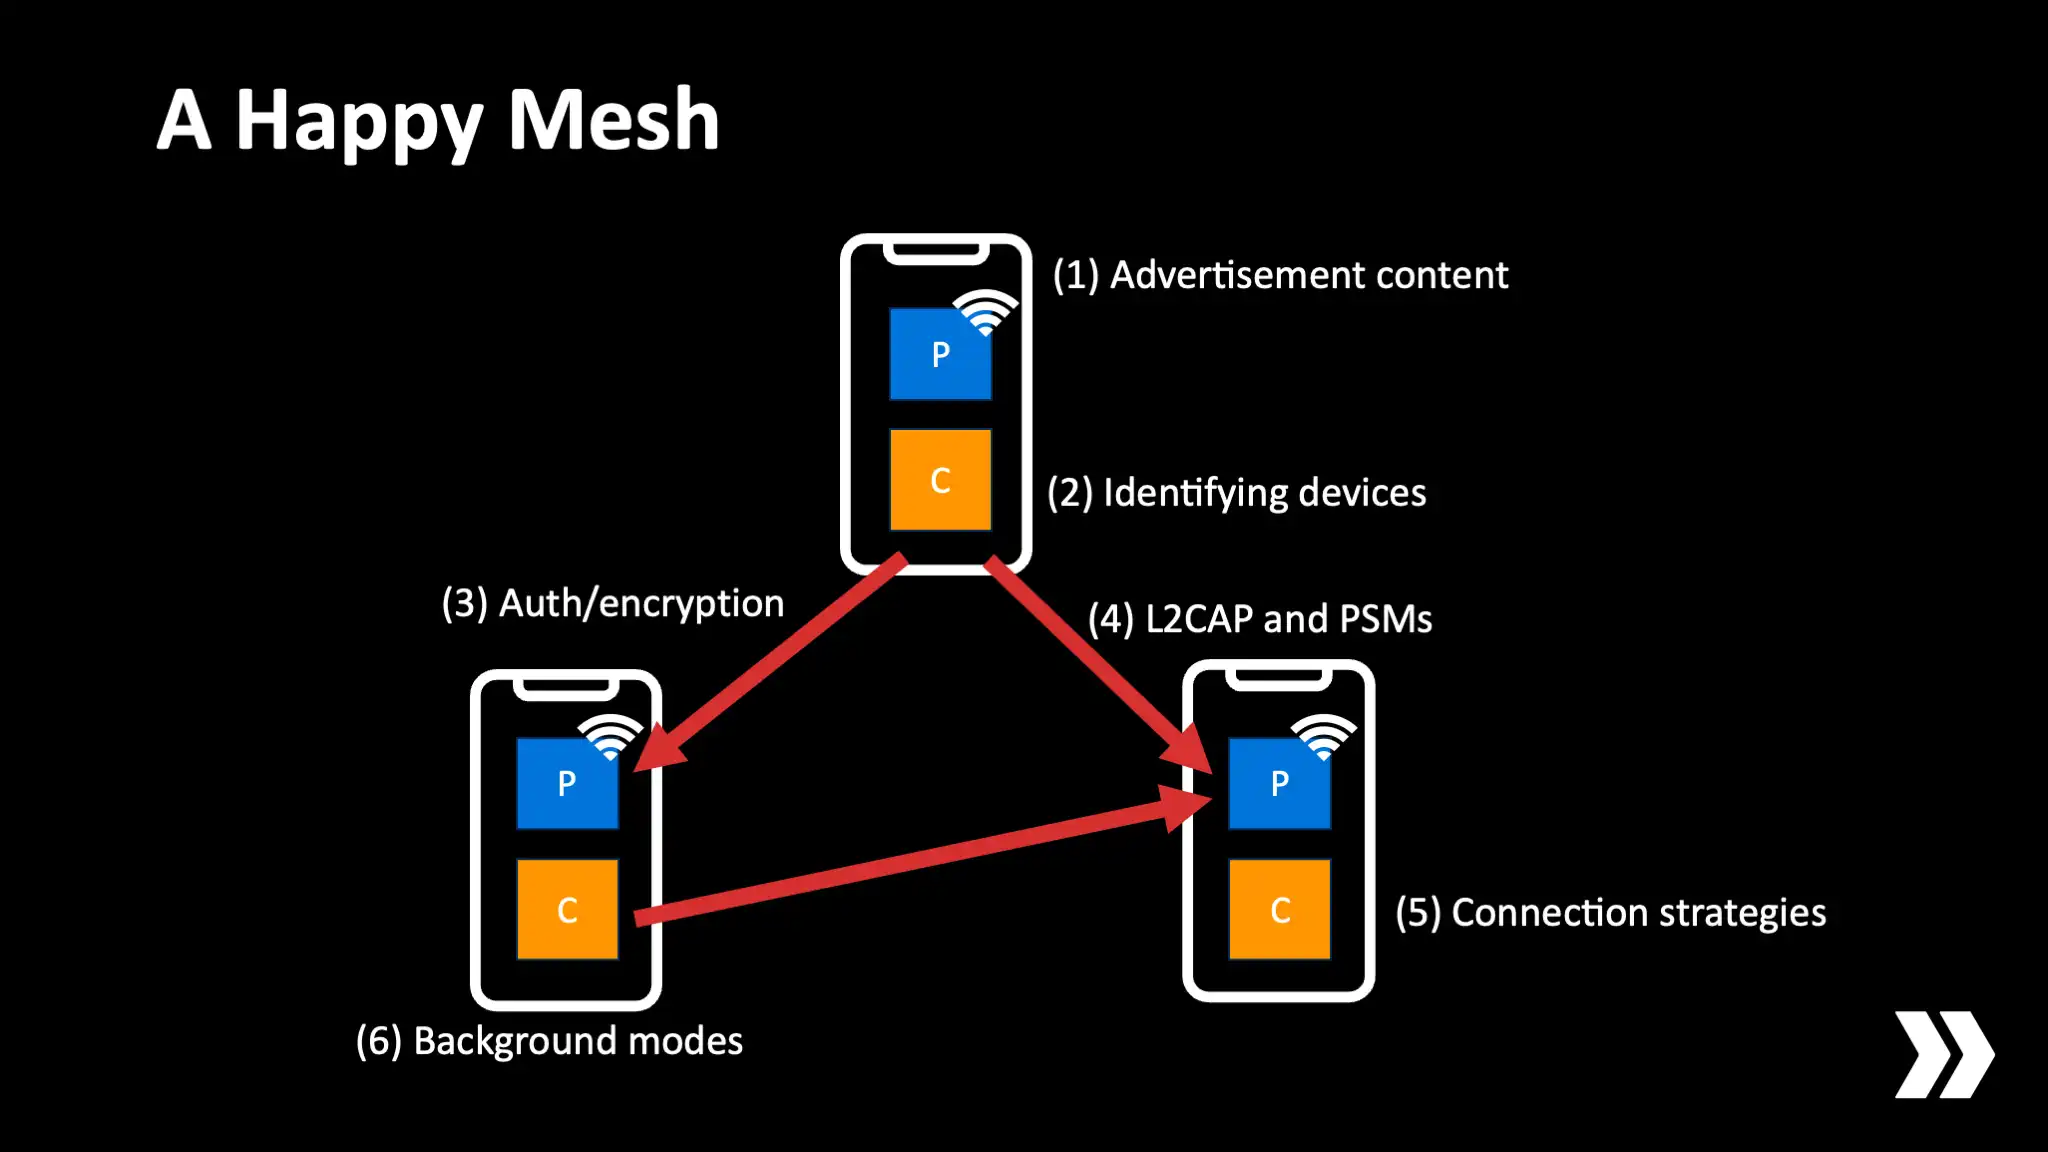 A Happy Mesh
(1) Advertisement content
P
C
(2) Identifying devices
(3) Auth/encryption
(4) L2CAP and PSMs
P
P
C
C
(5) Connection strategies
(6) Background modes